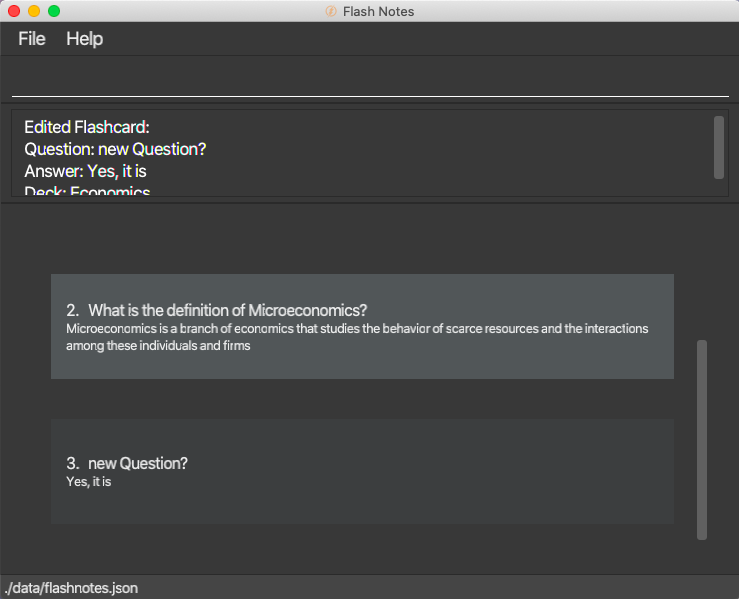 Flash Notes
File Help
Edited Flashcard:
Question: new Question?
Answer: Yes, it is
Deck: Economics
2. What is the definition of Microeconomics?
Microeconomics is a branch of economics that studies the behavior of scarce resources and the interactions
among these individuals and firms
3. new Question?
Yes, it is
./data/flashnotes.json